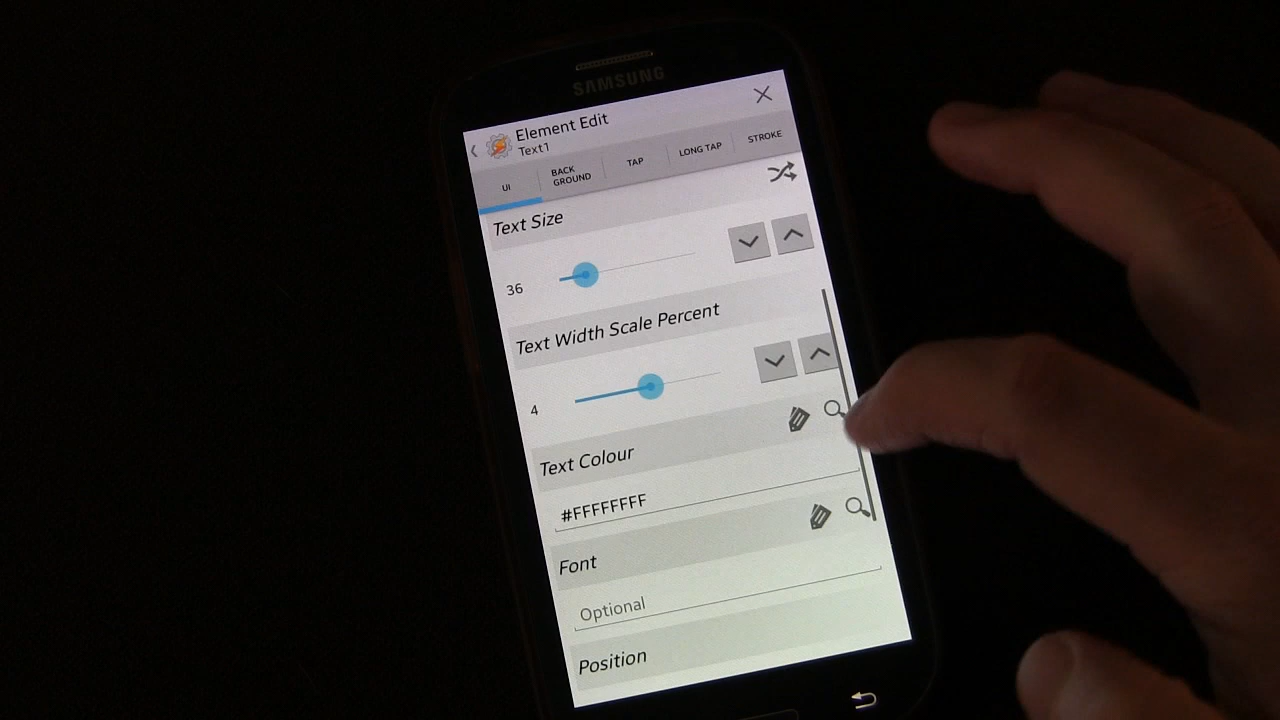 SAMSUNG
Element Edit
Text1
UI
BACK
GROUND
TAP
LONG TAP
STROKE
Text Size
36
Text Width Scale Percent
4
Text Colour
#FFFFFFFF
Font
Optional
Position